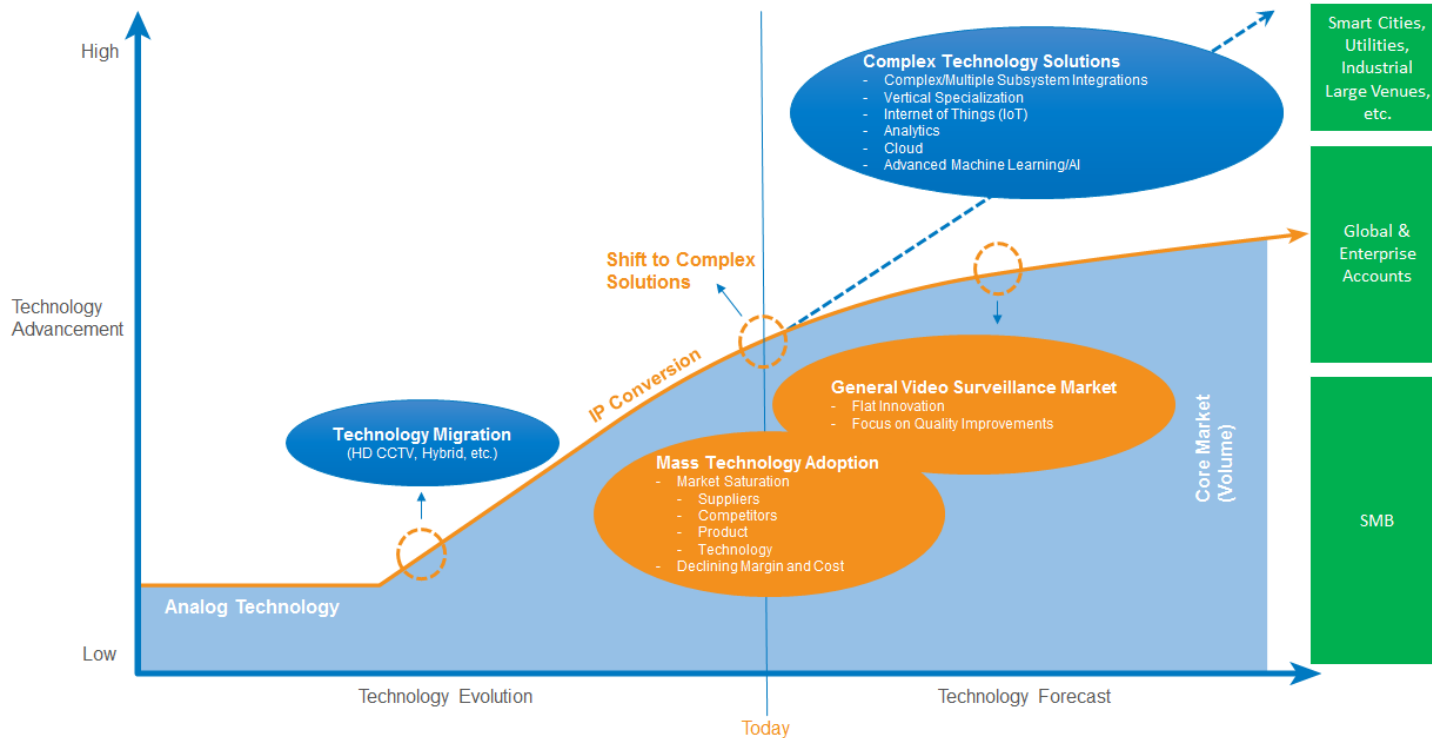 High
Technology
Advancement
Low
Analog Technology
Technology Migration
(HD CCTV, Hybrid, etc.)
IP Conversion
Shift to Complex
Solutions
Complex Technology Solutions
- Complex/Multiple Subsystem Integrations
- Vertical Specialization
- Internet of Things (IoT)
- Analytics
- Cloud
- Advanced Machine Learning/AI
General Video Surveillance Market
- Flat Innovation
- Focus on Quality Improvements
Mass Technology Adoption
- Market Saturation
- Suppliers
- Competitors
- Product
- Technology
- Declining Margin and Cost
Core Market
(Volume)
Smart Cities,
Utilities,
Industrial
Large Venues,
etc.
Global &
Enterprise
Accounts
SMB
Technology Evolution
Technology Forecast
Today